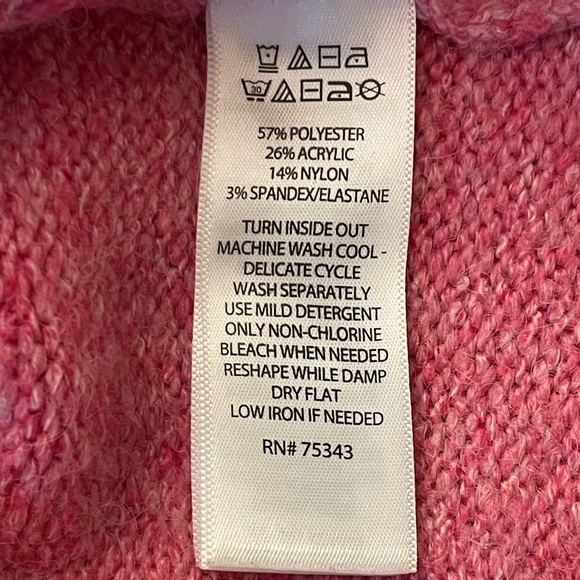 30
57% POLYESTER
26% ACRYLIC
14% NYLON
3% SPANDEX/ELASTANE
TURN INSIDE OUT
MACHINE WASH COOL -
DELICATE CYCLE
WASH SEPARATELY
USE MILD DETERGENT
ONLY NON-CHLORINE
BLEACH WHEN NEEDED
RESHAPE WHILE DAMP
DRY FLAT
LOW IRON IF NEEDED
RN# 75343